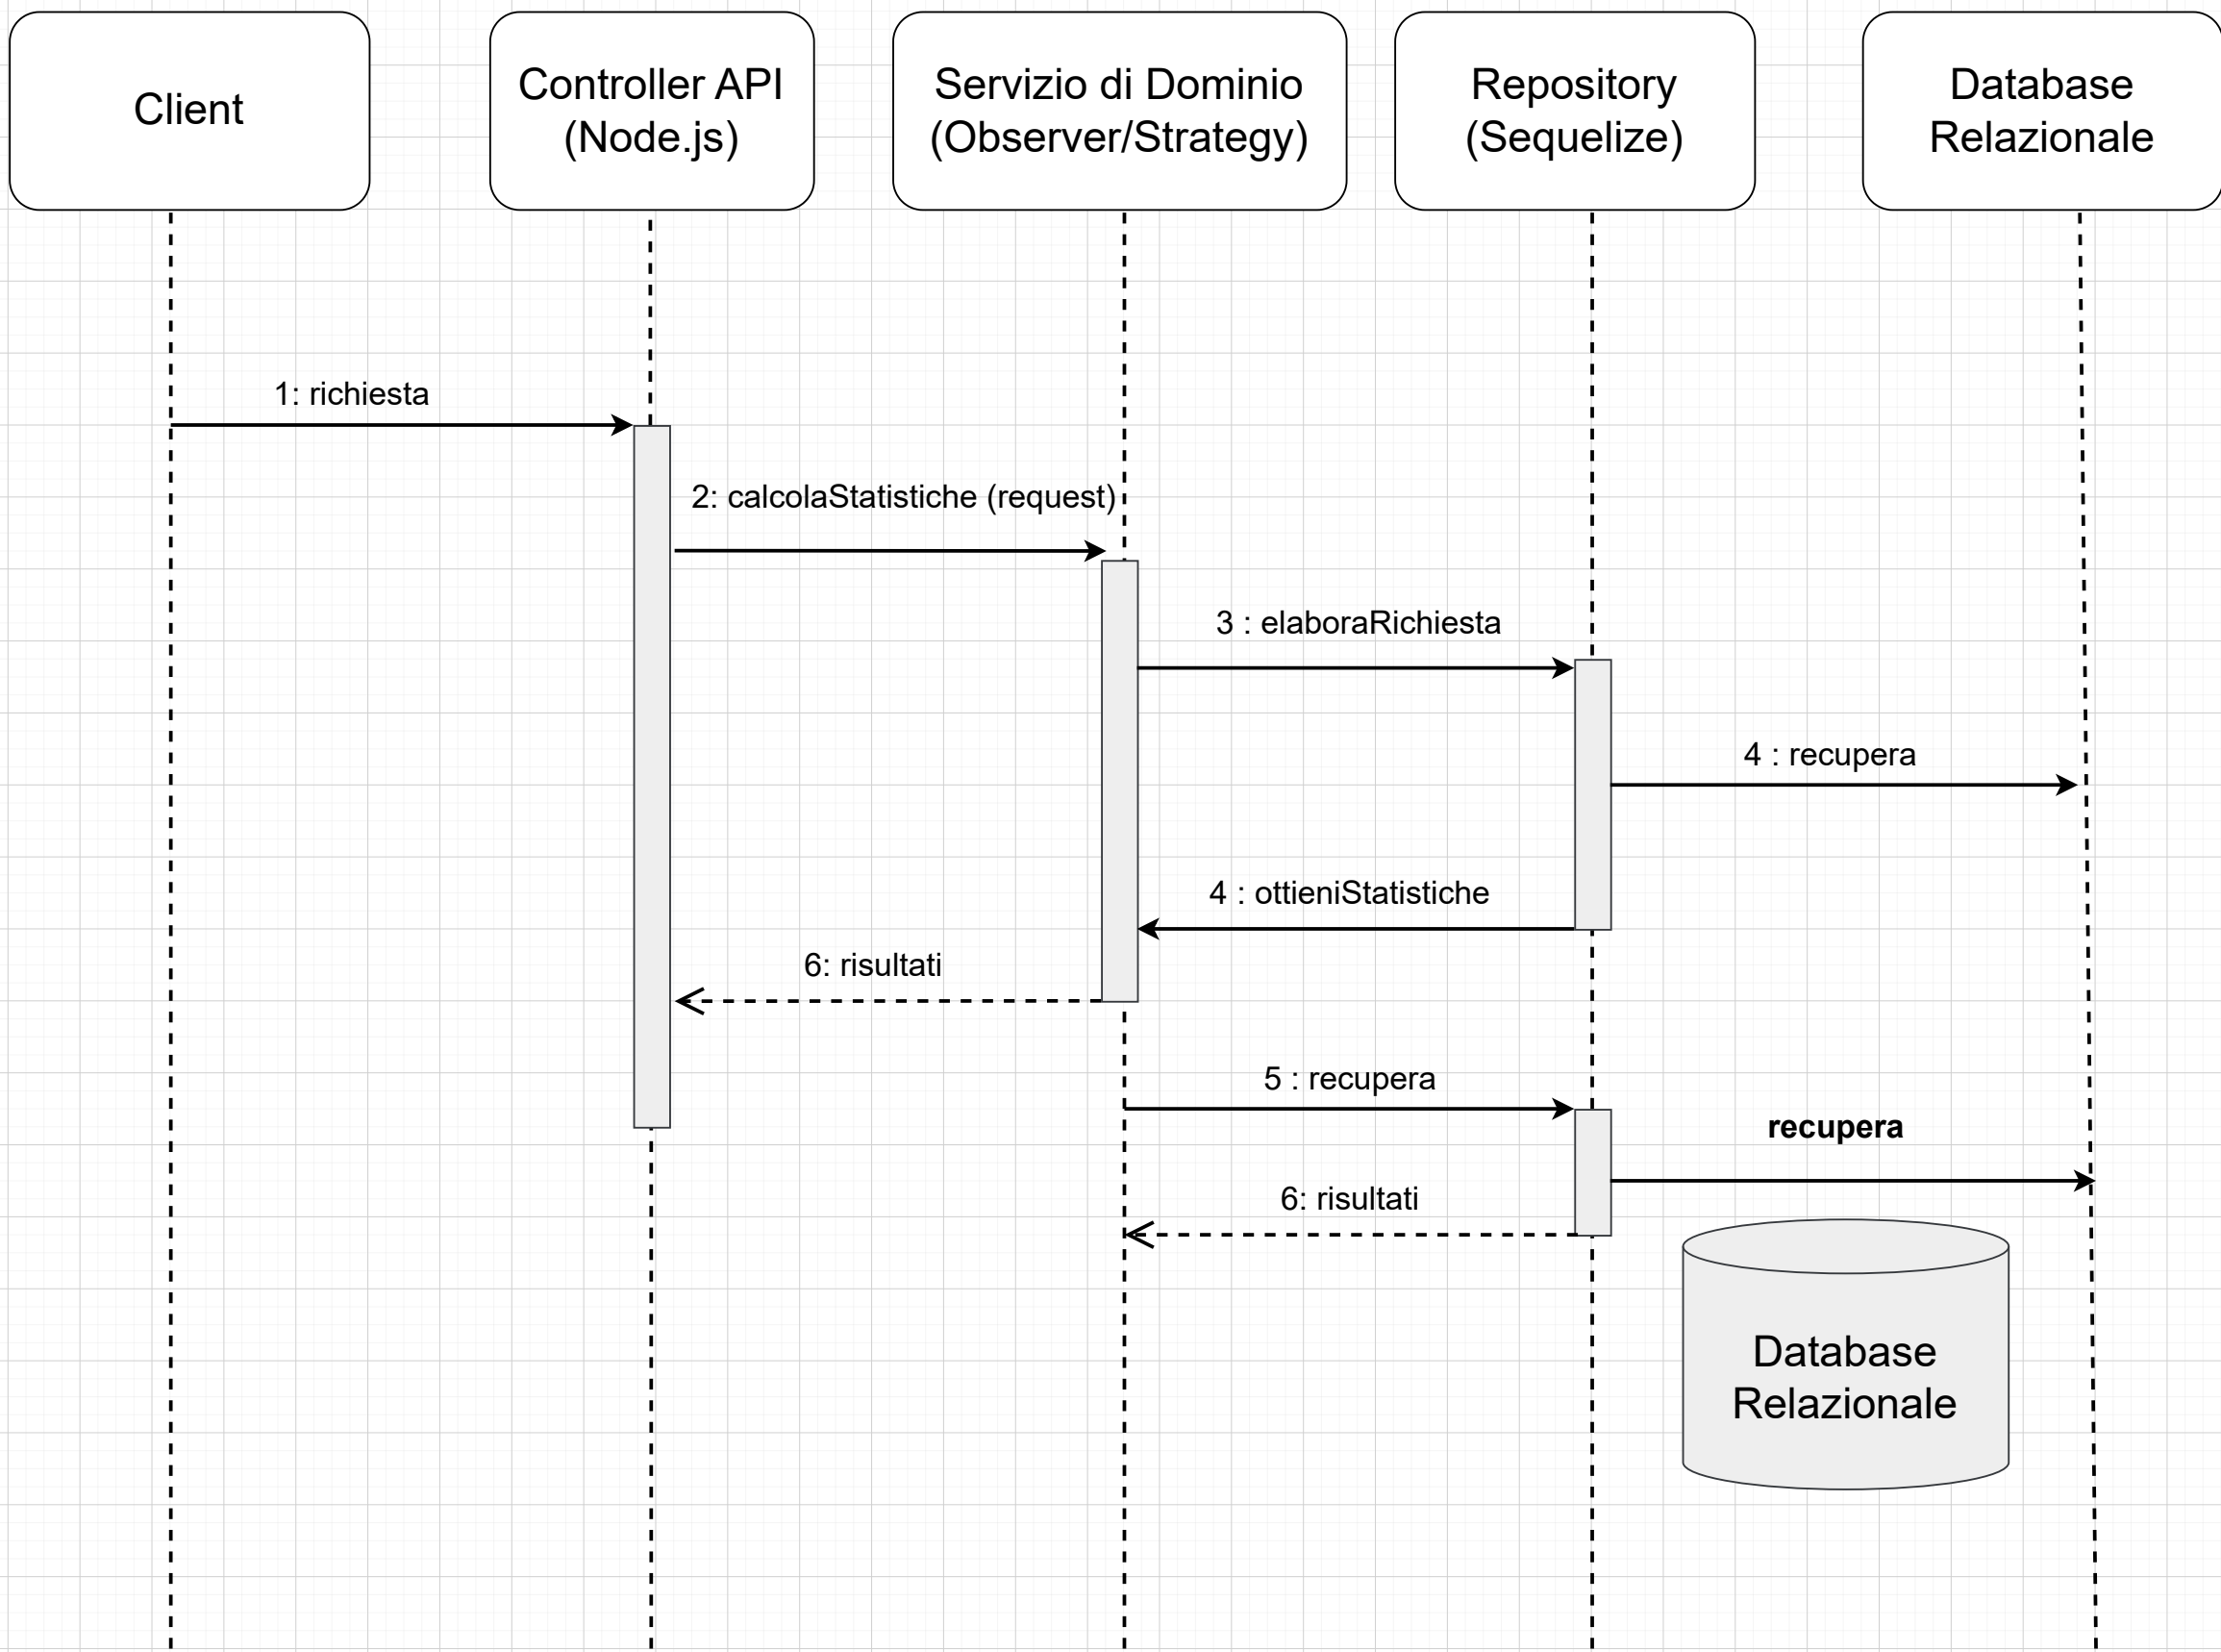 Client
Controller API
(Node.js)
Servizio di Dominio
(Observer/Strategy)
Repository
(Sequelize)
Database
Relazionale
1: richiesta
2: calcolaStatistiche (request)
3 : elaboraRichiesta
4 : recupera
4 : ottieniStatistiche
6: risultati
5 : recupera
recupera
6: risultati
Database
Relazionale